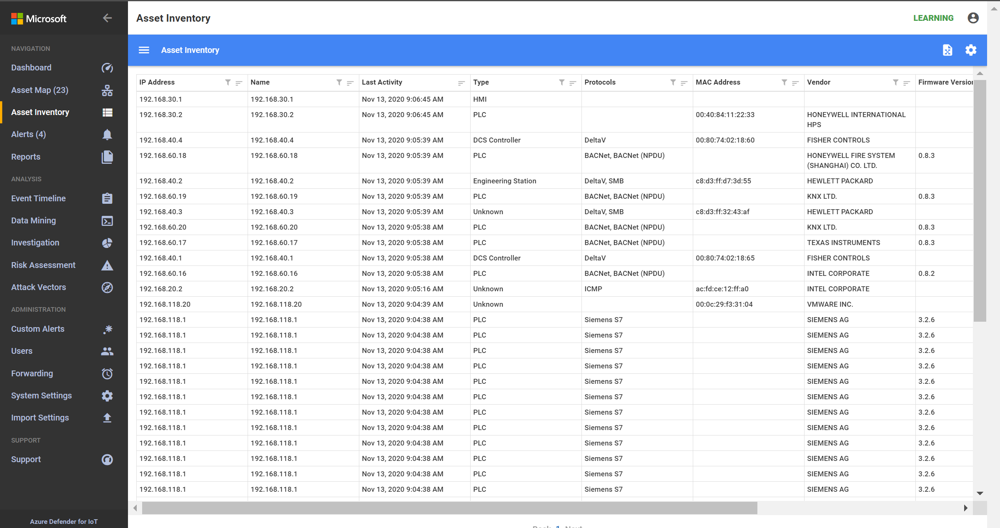 Microsoft
NAVIGATION
Dashboard
Asset Map (23)
Asset Inventory
Alerts (4)
Reports
ANALYSIS
Event Timeline
Data Mining
Investigation
Risk Assessment
Attack Vectors
ADMINISTRATION
Custom Alerts
Users
Forwarding
System Settings
Import Settings
SUPPORT
Support
Azure Defender for IoT
Asset Inventory LEARNING
Asset Inventory
IP Address Name Last Activity Type Protocols MAC Address Vendor Firmware Version
192.168.30.1 192.168.30.1 Nov 13, 2020 9:06:45 AM HMI
192.168.30.2 192.168.30.2 Nov 13, 2020 9:06:45 AM PLC 00:40:84:11:22:33 HONEYWELL INTERNATIONAL
HPS
192.168.40.4 192.168.40.4 Nov 13, 2020 9:05:39 AM DCS Controller DeltaV 00:80:74:02:18:60 FISHER CONTROLS
192.168.60.18 192.168.60.18 Nov 13, 2020 9:05:39 AM PLC BACNet, BACNet (NPDU) HONEYWELL FIRE SYSTEM 0.8.3
(SHANGHAI) CO. LTD.
192.168.40.2 192.168.40.2 Nov 13, 2020 9:05:39 AM Engineering Station DeltaV, SMB c8:d3:ff:d7:3d:55 HEWLETT PACKARD
192.168.60.19 192.168.60.19 Nov 13, 2020 9:05:39 AM PLC BACNet, BACNet (NPDU) KNX LTD. 0.8.3
192.168.40.3 192.168.40.3 Nov 13, 2020 9:05:39 AM Unknown DeltaV, SMB c8:d3:ff:32:43:af HEWLETT PACKARD
192.168.60.20 192.168.60.20 Nov 13, 2020 9:05:38 AM PLC BACNet, BACNet (NPDU) KNX LTD. 0.8.3
192.168.60.17 192.168.60.17 Nov 13, 2020 9:05:38 AM PLC BACNet, BACNet (NPDU) TEXAS INSTRUMENTS 0.8.3
192.168.40.1 192.168.40.1 Nov 13, 2020 9:05:38 AM DCS Controller DeltaV 00:80:74:02:18:65 FISHER CONTROLS
192.168.60.16 192.168.60.16 Nov 13, 2020 9:05:38 AM PLC BACNet, BACNet (NPDU) INTEL CORPORATE 0.8.2
192.168.20.2 192.168.20.2 Nov 13, 2020 9:05:16 AM Unknown ICMP ac:fd:ce:12:ff:a0 INTEL CORPORATE
192.168.118.20 192.168.118.20 Nov 13, 2020 9:04:39 AM Unknown 00:0c:29:f3:31:04 VMWARE INC.
192.168.118.1 192.168.118.1 Nov 13, 2020 9:04:38 AM PLC Siemens S7 SIEMENS AG 3.2.6
192.168.118.1 192.168.118.1 Nov 13, 2020 9:04:38 AM PLC Siemens S7 SIEMENS AG 3.2.6
192.168.118.1 192.168.118.1 Nov 13, 2020 9:04:38 AM PLC Siemens S7 SIEMENS AG 3.2.6
192.168.118.1 192.168.118.1 Nov 13, 2020 9:04:38 AM PLC Siemens S7 SIEMENS AG 3.2.6
192.168.118.1 192.168.118.1 Nov 13, 2020 9:04:38 AM PLC Siemens S7 SIEMENS AG 3.2.6
192.168.118.1 192.168.118.1 Nov 13, 2020 9:04:38 AM PLC Siemens S7 SIEMENS AG 3.2.6
192.168.118.1 192.168.118.1 Nov 13, 2020 9:04:38 AM PLC Siemens S7 SIEMENS AG 3.2.6
192.168.118.1 192.168.118.1 Nov 13, 2020 9:04:38 AM PLC Siemens S7 SIEMENS AG 3.2.6
192.168.118.1 192.168.118.1 Nov 13, 2020 9:04:38 AM PLC Siemens S7 SIEMENS AG 3.2.6
192.168.118.1 192.168.118.1 Nov 13, 2020 9:04:38 AM PLC Siemens S7 SIEMENS AG 3.2.6
192.168.118.1 192.168.118.1 Nov 13, 2020 9:04:38 AM PLC Siemens S7 SIEMENS AG 3.2.6
192.168.118.1 192.168.118.1 Nov 13, 2020 9:04:38 AM PLC Siemens S7 SIEMENS AG 3.2.6
Back 1 Next